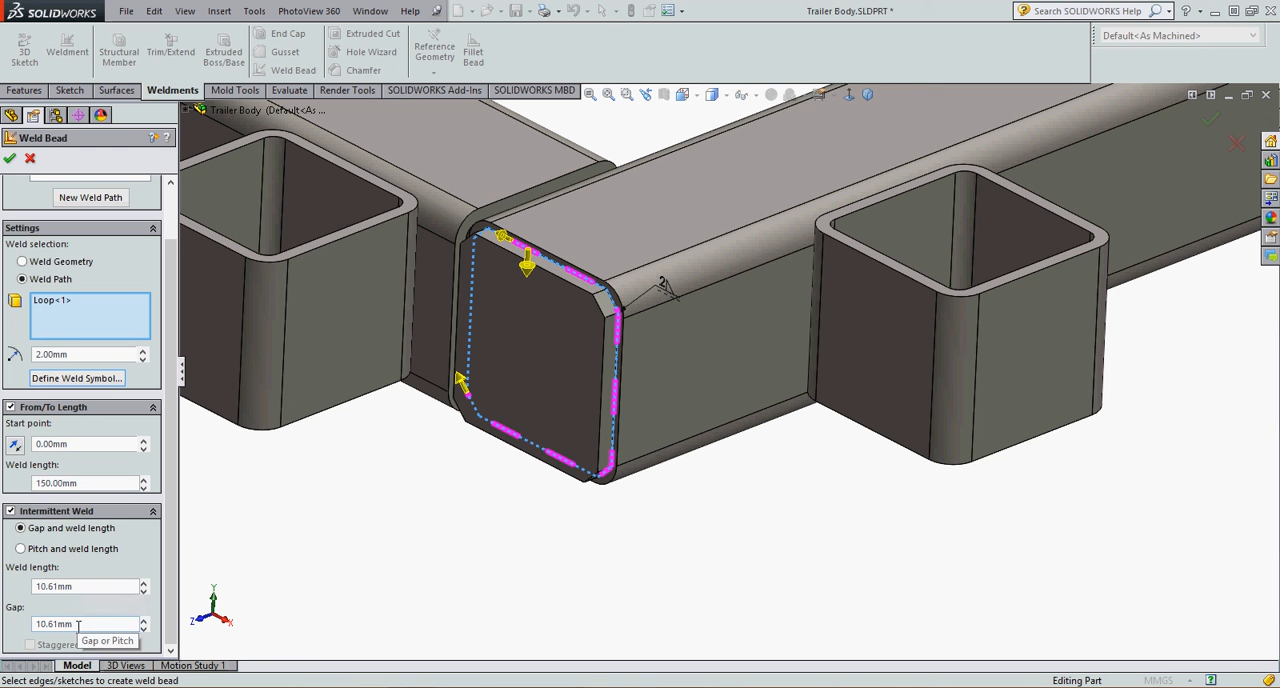 SOLIDWORKS File Edit View Insert Tools PhotoView 360 Window Help Trailer Body.SLDPRT * Search SOLIDWORKS Help
3D Sketch Weldment Structural Member Trim/Extend Extruded Boss/Base End Cap Gusset Weld Bead Extruded Cut Hole Wizard Chamfer Reference Geometry Fillet Bead Default<As Machined>
Features Sketch Surfaces Weldments Mold Tools Evaluate Render Tools SOLIDWORKS Add-Ins SOLIDWORKS MBD
Trailer Body (Default<As ...
Weld Bead
New Weld Path
Settings
Weld selection:
Weld Geometry
Weld Path
Loop<1>
2.00mm
Define Weld Symbol...
From/To Length
Start point:
0.00mm
Weld length:
150.00mm
Intermittent Weld
Gap and weld length
Pitch and weld length
Weld length:
10.61mm
Gap:
10.61mm
Gap or Pitch
Staggered
2
Y
Z
X
Model 3D Views Motion Study 1
Select edges/sketches to create weld bead Editing Part MMGS